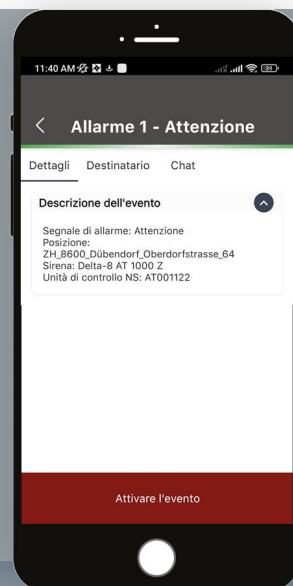 11:40 AM
Allarme 1 - Attenzione
Dettagli Destinatario Chat
Descrizione dell'evento
Segnale di allarme: Attenzione
Posizione:
ZH_8600_Dübendorf_Oberdorfstrasse_64
Sirena: Delta-8 AT 1000 Z
Unità di controllo NS: AT001122
Attivare l'evento